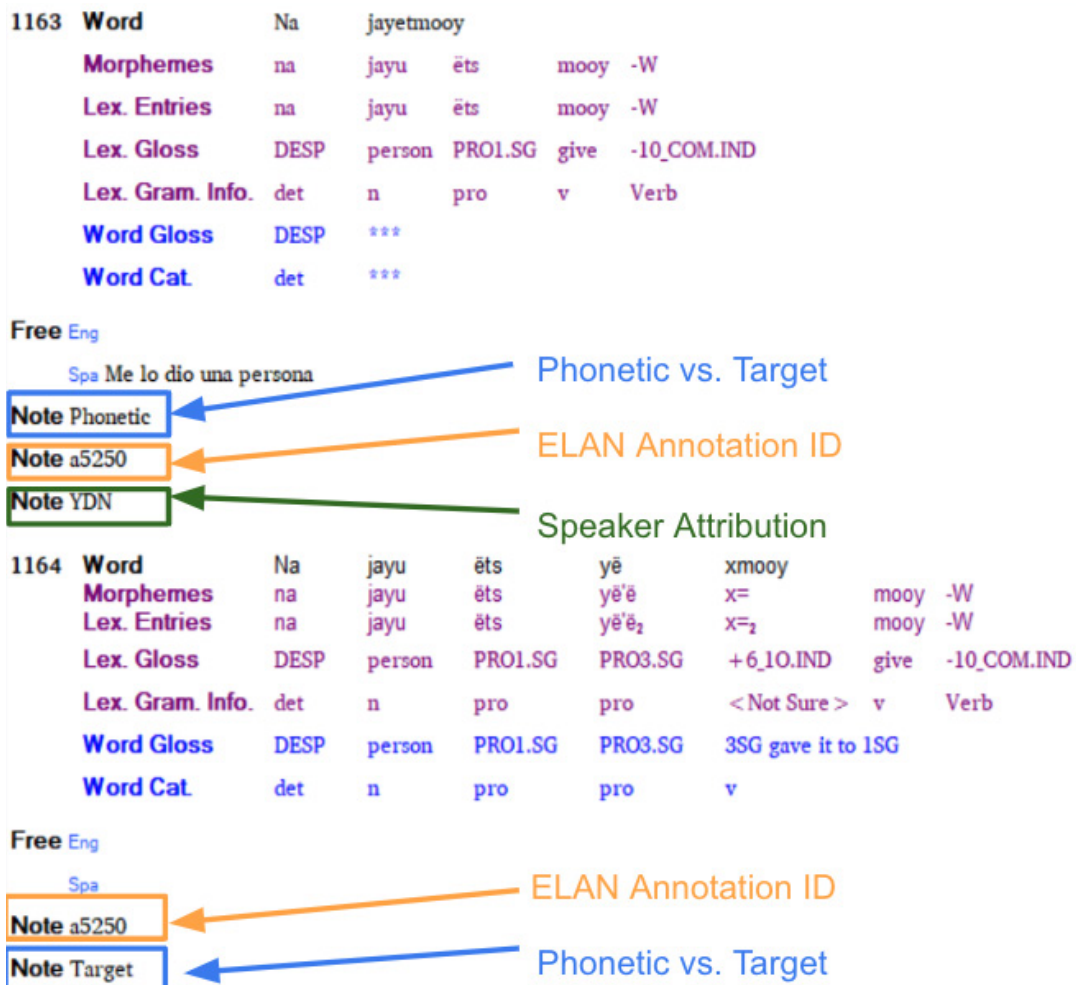 1163 Word Na jayetmooy
Morphemes na jayu ëts mooy -W
Lex. Entries na jayu ëts mooy -W
Lex. Gloss DESP person PRO1.SG give -10_COM.IND
Lex. Gram. Info. det n pro v Verb
Word Gloss DESP ***
Word Cat. det ***
Free Eng
Spa Me lo dio una persona
Phonetic vs. Target
Note Phonetic
ELAN Annotation ID
Note a5250
Note YDN
Speaker Attribution
1164 Word Na jayu ëts yë xmooy
Morphemes na jayu ëts yë'ë x= mooy -W
Lex. Entries na jayu ëts yë'ë₂ x=₂ mooy -W
Lex. Gloss DESP person PRO1.SG PRO3.SG +6_1O.IND give -10_COM.IND
Lex. Gram. Info. det n pro pro <Not Sure> v Verb
Word Gloss DESP person PRO1.SG PRO3.SG 3SG gave it to 1SG
Word Cat. det n pro pro v
Free Eng
Spa
ELAN Annotation ID
Note a5250
Phonetic vs. Target
Note Target